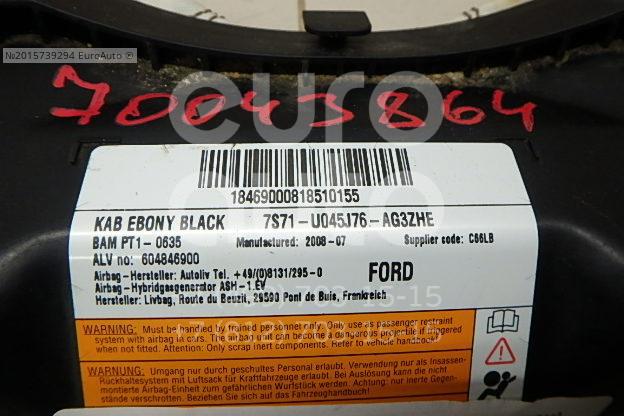 №2015739294 EuroAuto ℗
70043864
euro
18469000818510155
KAB EBONY BLACK 7S71-U045J76-AG3ZHE
BAM PT1- 0635 Manufactured: 2008-07 Supplier code: C66LB
ALV no: 604846900
Airbag-Hersteller: Autoliv Tel. +49/(0)8131/295-0
FORD
Airbag-Hybridgasgenerator ASH-1.EV
Hersteller: Livbag, Route du Beuzit, 29590 Pont de Buis, Frankreich
WARNING: Must be handled by trained personnel only. Only use as passenger restraint
system with airbag in cars. The airbag can become a dangerous projectile if triggered
when not fitted. Attention: Only scrap inert components. Refer to vehicle handbook!
WARNUNG: Umgang nur durch geschultes Personal erlaubt. Verwendung nur als Insassen-
Rückhaltesystem mit Luftsack für Kraftfahrzeuge erlaubt. Bei Auslösung kann die nicht
montierte Airbag-Einheit zum gefährlichen Wurfstück werden. Achtung: nur inerte Gegen-
stände verschrotten. Beziehen Sie sich auf das Fahrzeughandbuch!